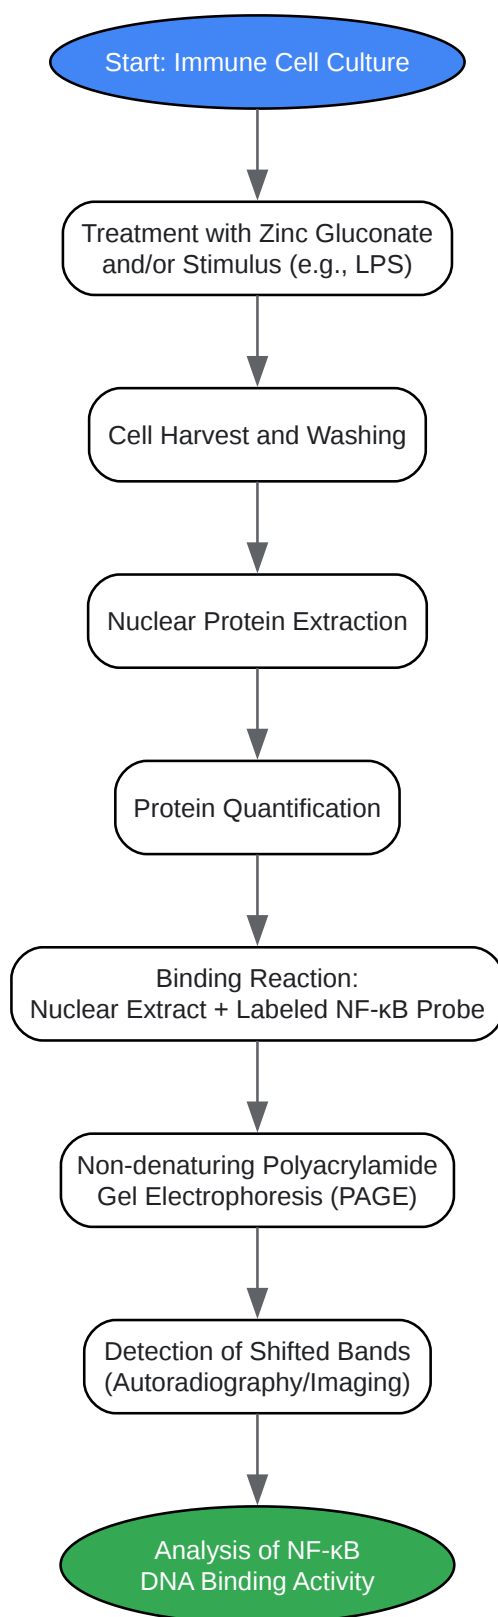 Start: Immune Cell Culture
Treatment with Zinc Gluconate
and/or Stimulus (e.g., LPS)
Cell Harvest and Washing
Nuclear Protein Extraction
Protein Quantification
Binding Reaction:
Nuclear Extract + Labeled NF-κB Probe
Non-denaturing Polyacrylamide
Gel Electrophoresis (PAGE)
Detection of Shifted Bands
(Autoradiography/Imaging)
Analysis of NF-κB
DNA Binding Activity